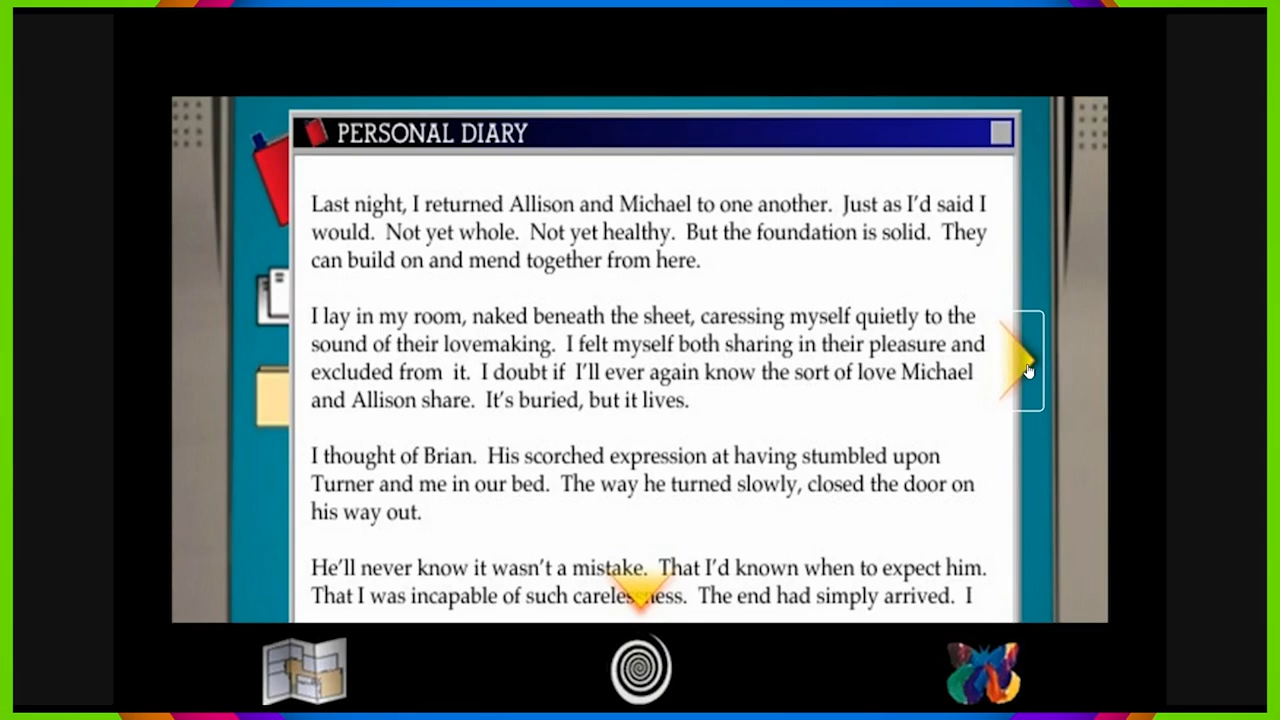 PERSONAL DIARY
Last night, I returned Allison and Michael to one another.  Just as I'd said I
would.  Not yet whole.  Not yet healthy.  But the foundation is solid.  They
can build on and mend together from here.
I lay in my room, naked beneath the sheet, caressing myself quietly to the
sound of their lovemaking.  I felt myself both sharing in their pleasure and
excluded from  it.  I doubt if  I'll ever again know the sort of love Michael
and Allison share.  It's buried, but it lives.
I thought of Brian.  His scorched expression at having stumbled upon
Turner and me in our bed.  The way he turned slowly, closed the door on
his way out.
He'll never know it wasn't a mistake.  That I'd known when to expect him.
That I was incapable of such carelessness.  The end had simply arrived.  I